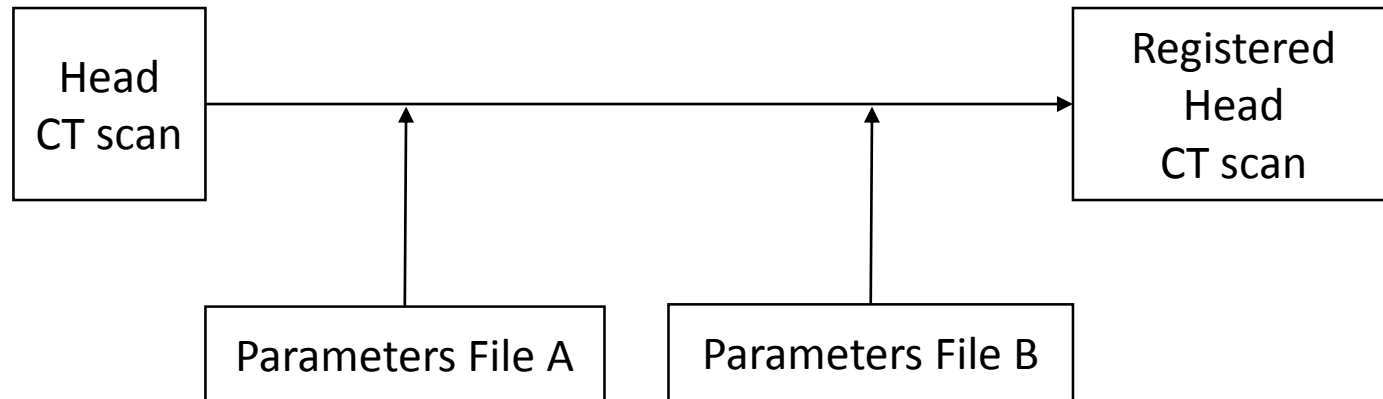 Head
CT scan
Registered
Head
CT scan
Parameters File A
Parameters File B